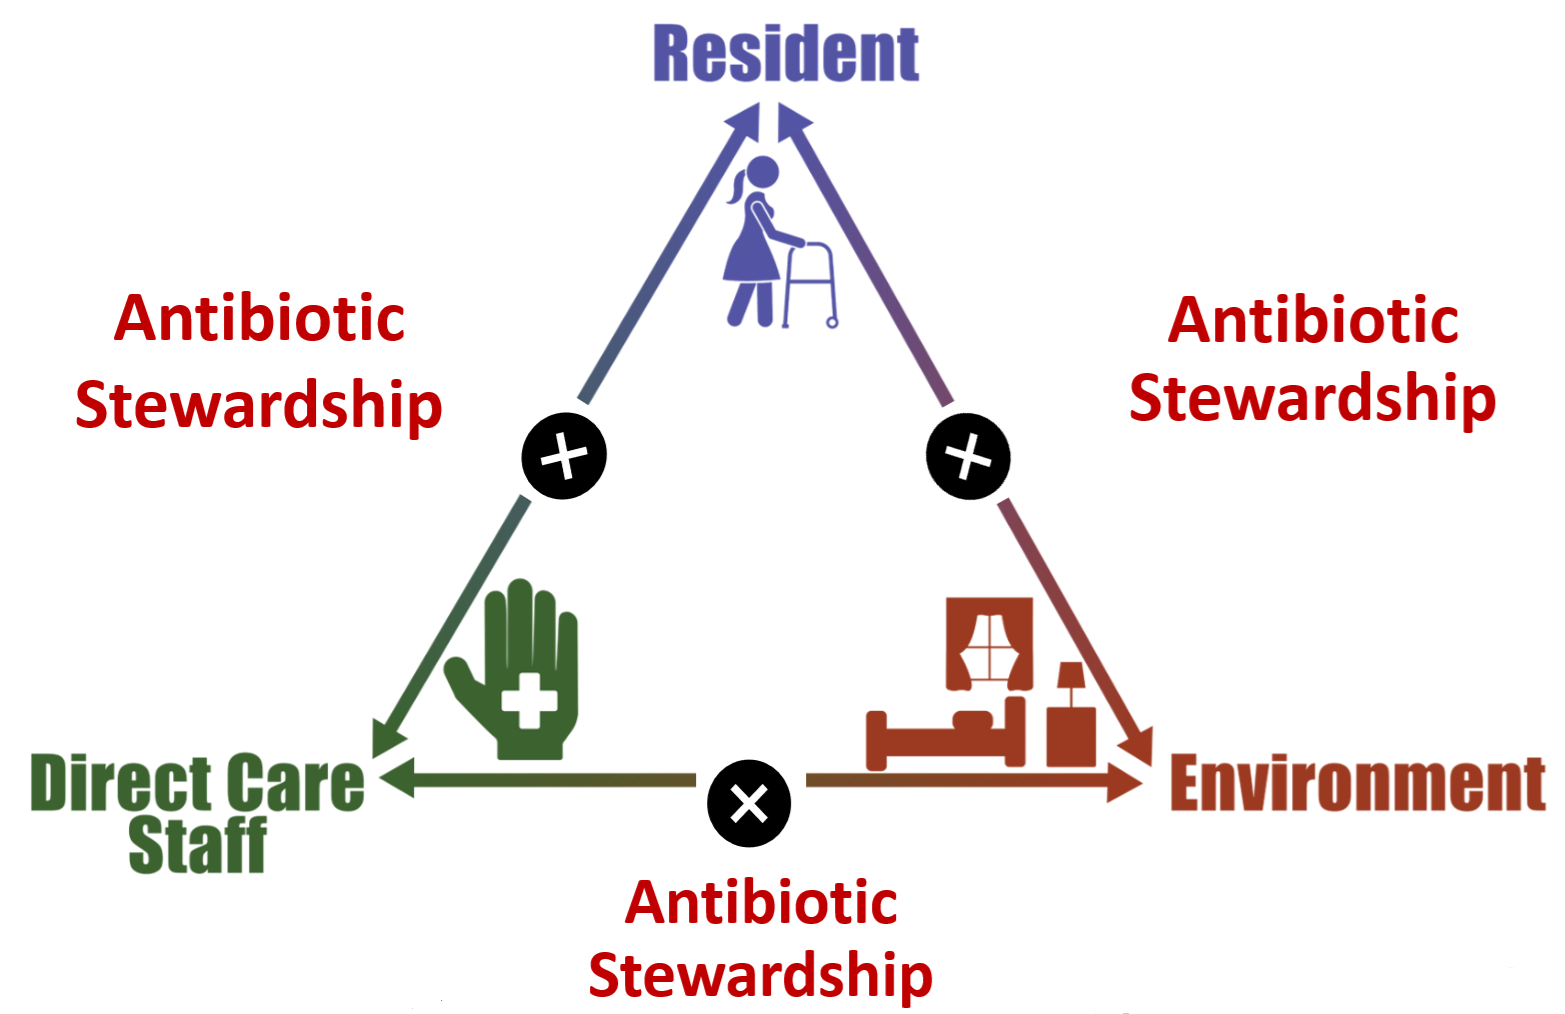 Resident
Antibiotic
Stewardship
Antibiotic
Stewardship
Direct Care
Staff
Environment
Antibiotic
Stewardship